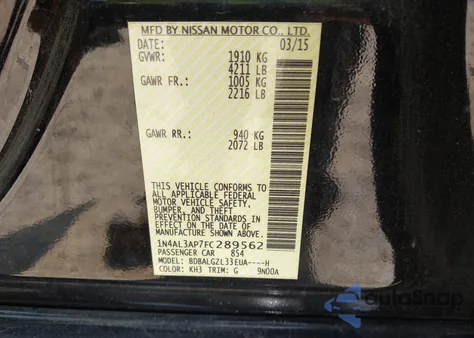 MFD BY NISSAN MOTOR CO., LTD.
DATE: 03/15
GVWR: 1910 KG
4211 LB
GAWR FR.: 1005 KG
2216 LB
GAWR RR.: 940 KG
2072 LB
THIS VEHICLE CONFORMS TO
ALL APPLICABLE FEDERAL
MOTOR VEHICLE SAFETY,
BUMPER, AND THEFT
PREVENTION STANDARDS
IN EFFECT ON THE DATE OF
MANUFACTURE SHOWN ABOVE.
1N4AL3AP7FC289562
PASSENGER CAR 854
MODEL: BDBALGZL33EUA----H
COLOR: KH3 TRIM: G 9N00A
autoSnap